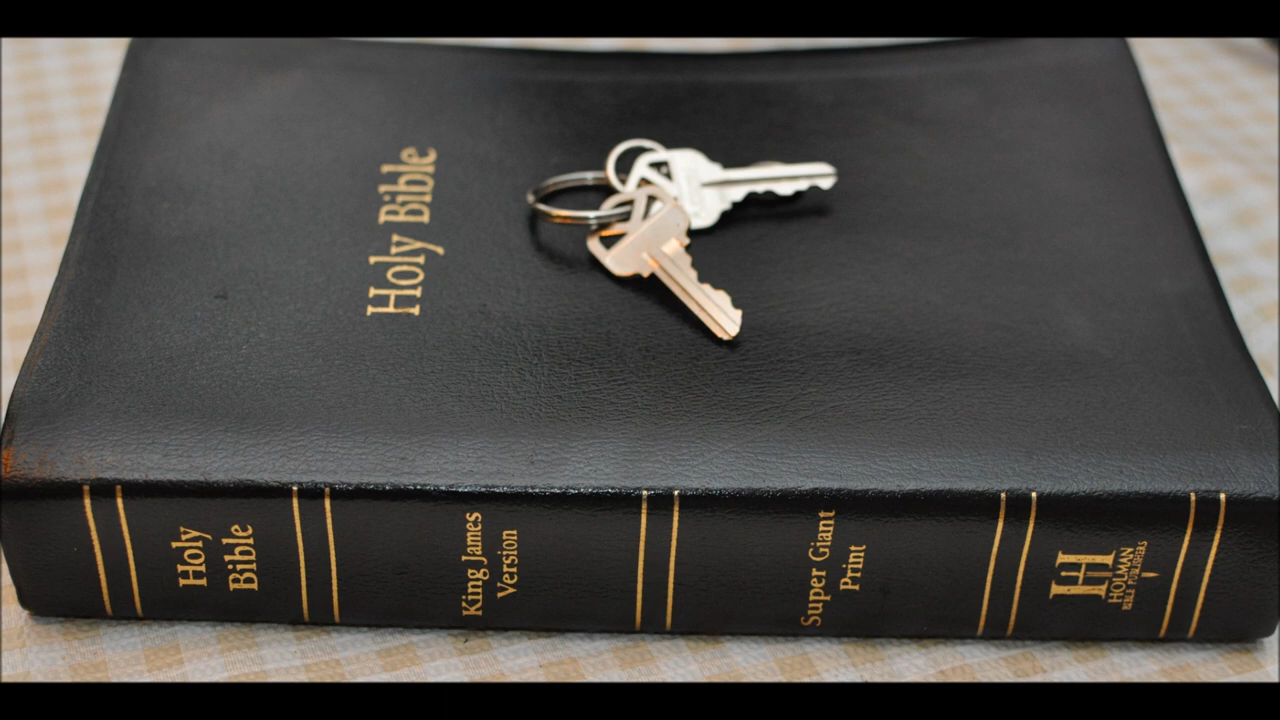 Holy Bible
Holy
Bible
King James
Version
Super Giant
Print
HOLMAN
BIBLE PUBLISHERS